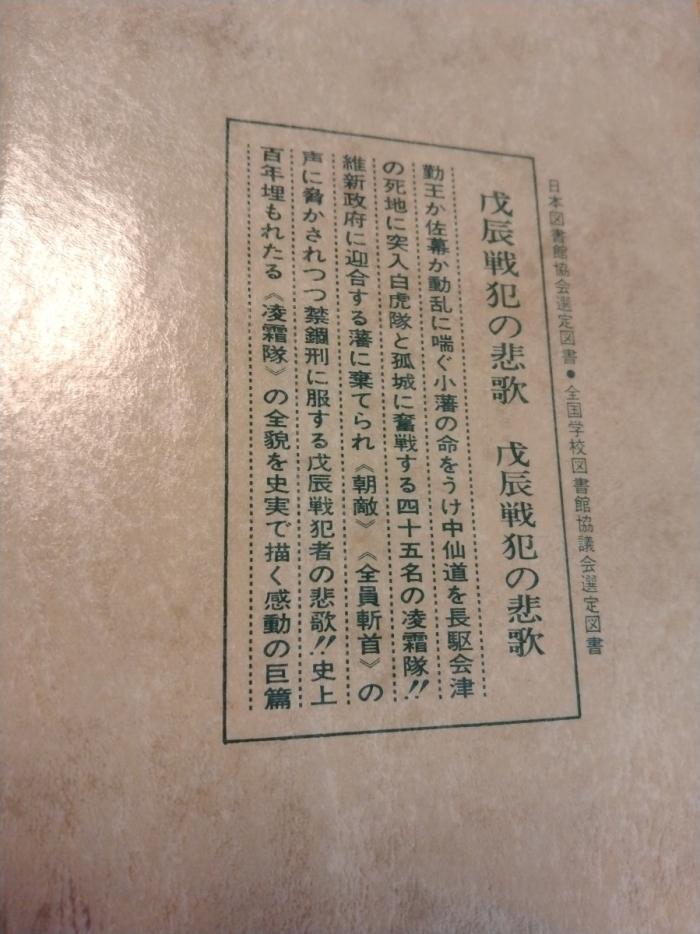 日本図書館協会選定図書●全国学校図書館協議会選定図書
戊辰戦犯の悲歌 戊辰戦犯の悲歌
勤王か佐幕か動乱に喘ぐ小藩の命をうけ中仙道を長駆会津
の死地に突入白虎隊と孤城に奮戦する四十五名の凌霜隊!!
維新政府に迎合する藩に棄てられ《朝敵》《全員斬首》の
声に脅かされつつ禁錮刑に服する戊辰戦犯者の悲歌!!史上
百年埋もれたる《凌霜隊》の全貌を史実で描く感動の巨篇